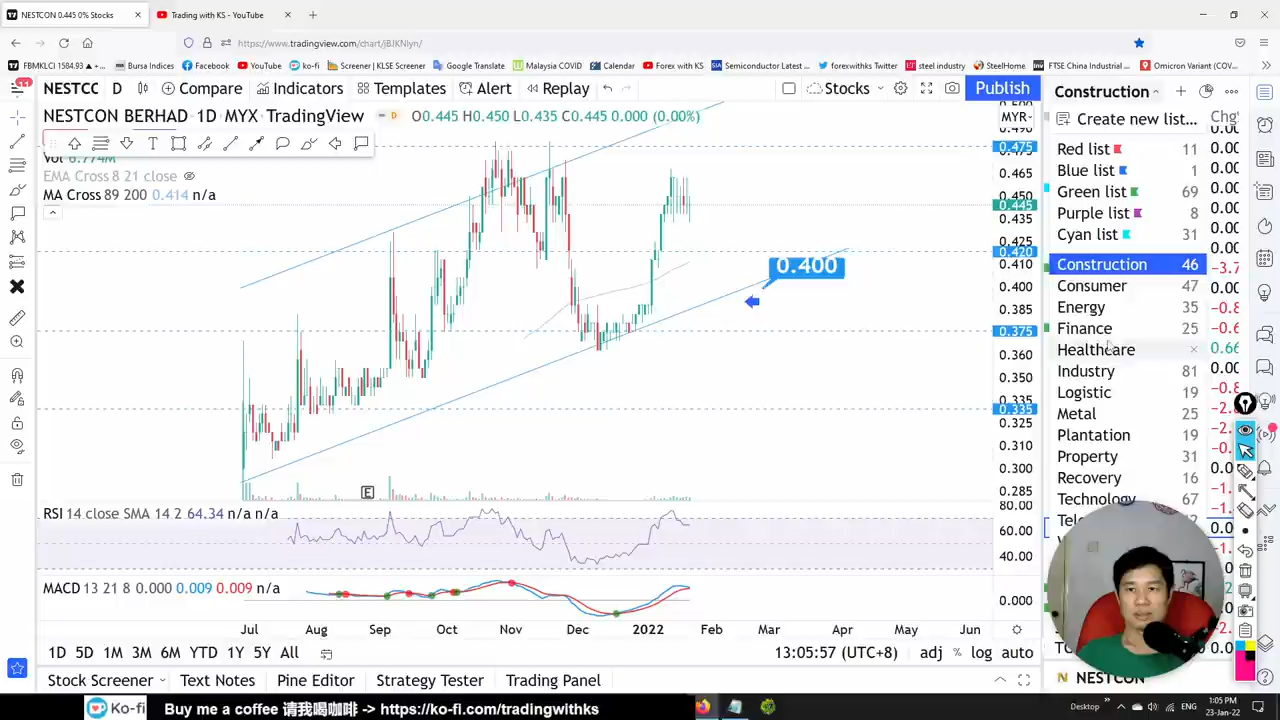 NESTCON 0.445 0% Stocks
Trading with KS - YouTube
https://www.tradingview.com/chart/jBJKNlyn/
FBMKLCI 1584.93
Bursa Indices
Facebook
YouTube
ko-fi
Screener | KLSE Screener
Google Translate
Malaysia COVID
Calendar
Forex with KS
Semiconductor Latest ...
forexwithks Twitter
steel industry
SteelHome
FTSE China Industrial ...
Omicron Variant (COV...
11
NESTCC
D
Compare
Indicators
Templates
Alert
Replay
Stocks
Publish
Construction
NESTCON BERHAD 1D MYX TradingView
D
O0.445 H0.450 L0.435 C0.445 0.000 (0.00%)
MYR
Vol 6.774M
EMA Cross 8 21 close
MA Cross 89 200 0.414 n/a
0.400
0.475
0.465
0.450
0.445
0.435
0.425
0.420
0.410
0.400
0.385
0.375
0.360
0.350
0.335
0.325
0.310
0.300
0.285
E
RSI 14 close SMA 14 2 64.34 n/a n/a
80.00
60.00
40.00
MACD 13 21 8 0.000 0.009 0.009 n/a
0.000
Jul
Aug
Sep
Oct
Nov
Dec
2022
Feb
Mar
Apr
May
Jun
1D 5D 1M 3M 6M YTD 1Y 5Y All
13:05:57 (UTC+8)
adj % log auto
Stock Screener
Text Notes
Pine Editor
Strategy Tester
Trading Panel
Create new list...
Red list 11
Blue list 1
Green list 69
Purple list 8
Cyan list 31
Construction 46
Consumer 47
Energy 35
Finance 25
Healthcare
Industry 81
Logistic 19
Metal 25
Plantation 19
Property 31
Recovery 16
Technology 67
NESTCON
Ko-fi
Buy me a coffee 请我喝咖啡 -> https://ko-fi.com/tradingwithks
Desktop
1:05 PM
23-Jan-22